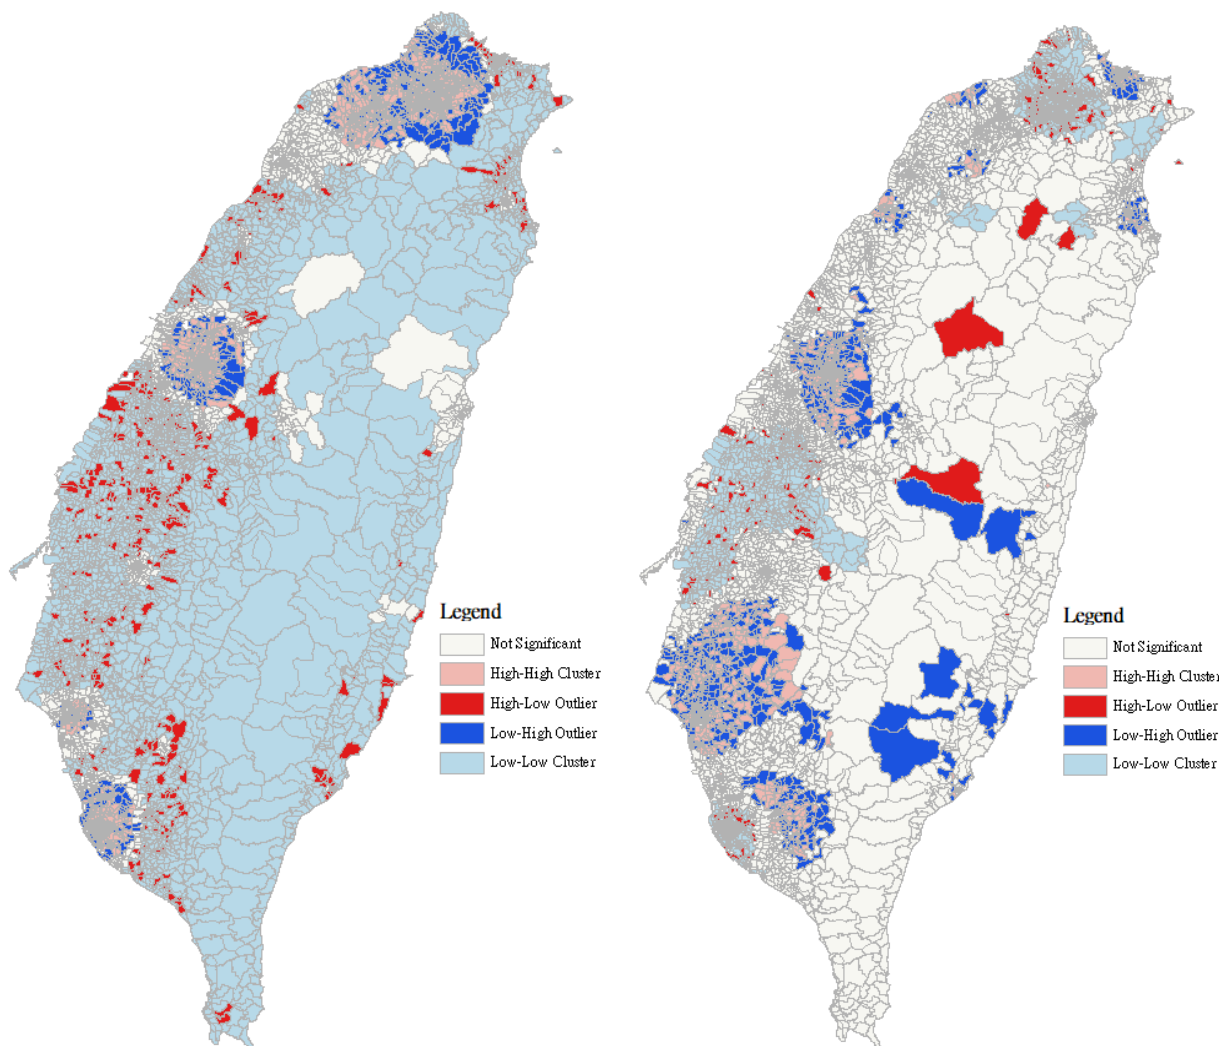 Legend
Not Significant
High-High Cluster
High-Low Outlier
Low-High Outlier
Low-Low Cluster
Legend
Not Significant
High-High Cluster
High-Low Outlier
Low-High Outlier
Low-Low Cluster